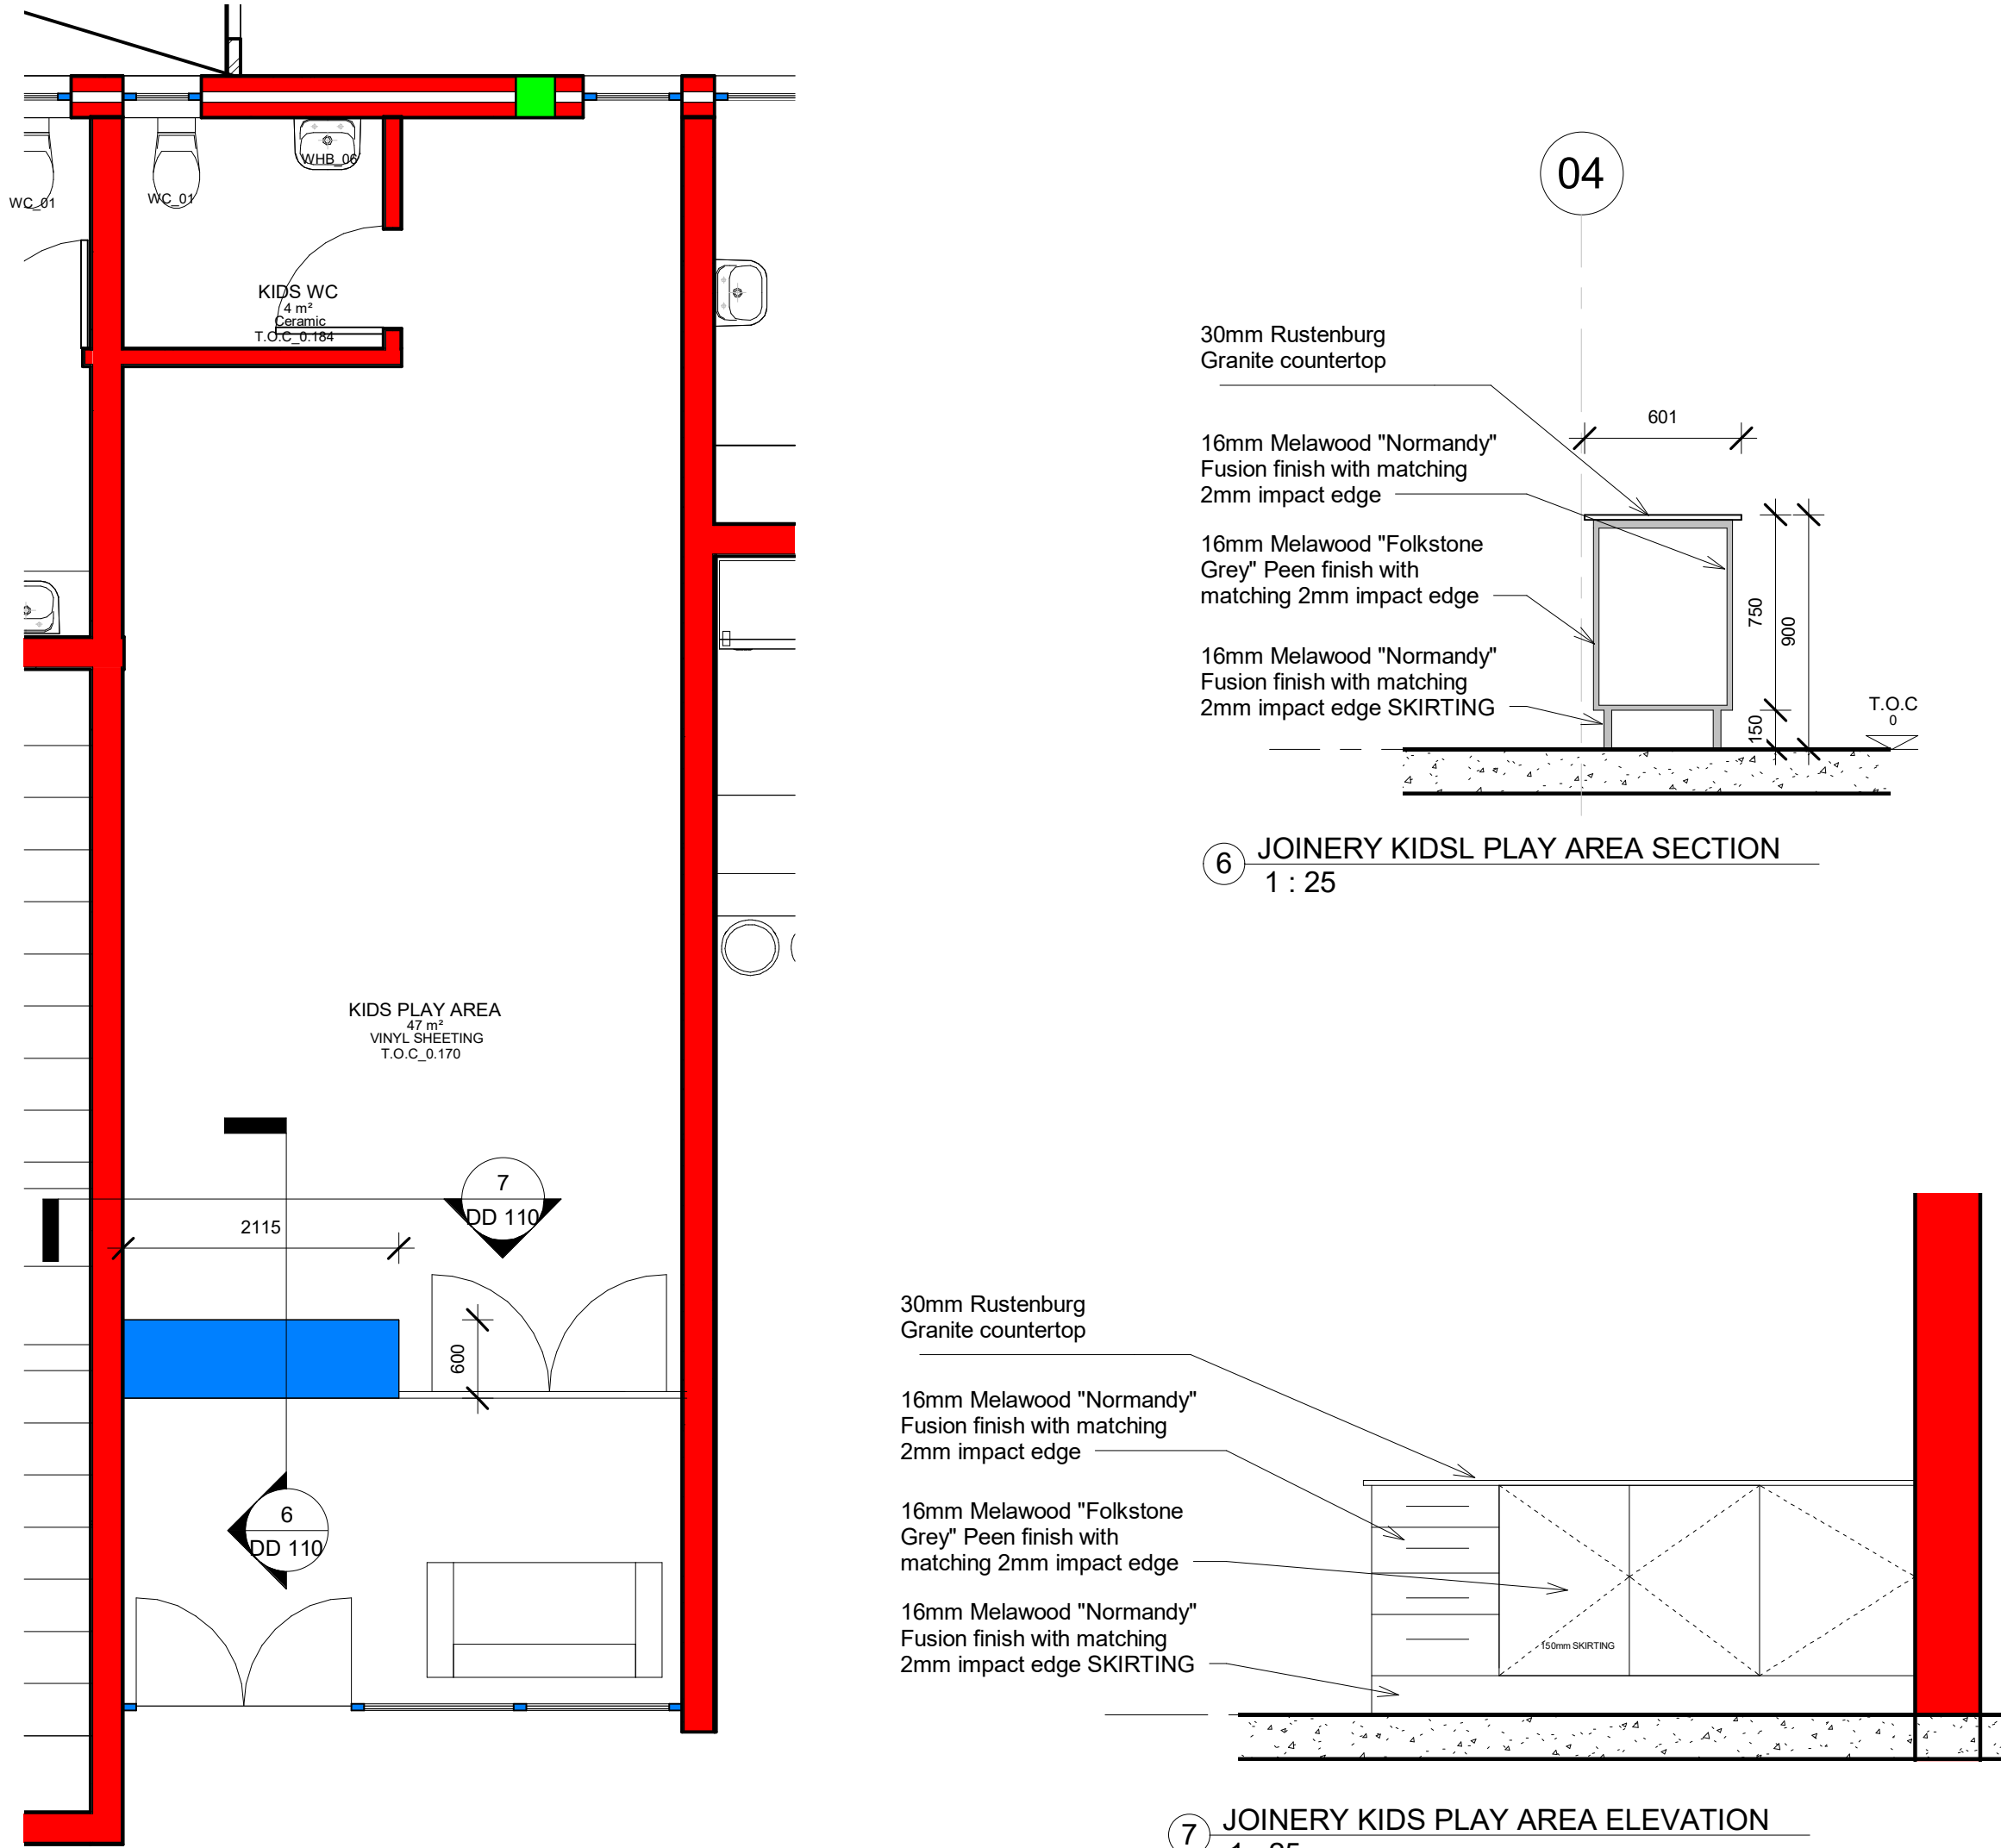 WHB_06
WC_01
WC_01
KIDS WC
4 m²
Ceramic
T.O.C_0.184
KIDS PLAY AREA
47 m²
VINYL SHEETING
T.O.C_0.170
7
DD 110
2115
600
6
DD 110
04
30mm Rustenburg
Granite countertop
601
16mm Melawood "Normandy"
Fusion finish with matching
2mm impact edge
16mm Melawood "Folkstone
Grey" Peen finish with
matching 2mm impact edge
16mm Melawood "Normandy"
Fusion finish with matching
2mm impact edge SKIRTING
750
900
150
T.O.C
0
6
JOINERY KIDSL PLAY AREA SECTION
1 : 25
30mm Rustenburg
Granite countertop
16mm Melawood "Normandy"
Fusion finish with matching
2mm impact edge
16mm Melawood "Folkstone
Grey" Peen finish with
matching 2mm impact edge
16mm Melawood "Normandy"
Fusion finish with matching
2mm impact edge SKIRTING
150mm SKIRTING
7
JOINERY KIDS PLAY AREA ELEVATION